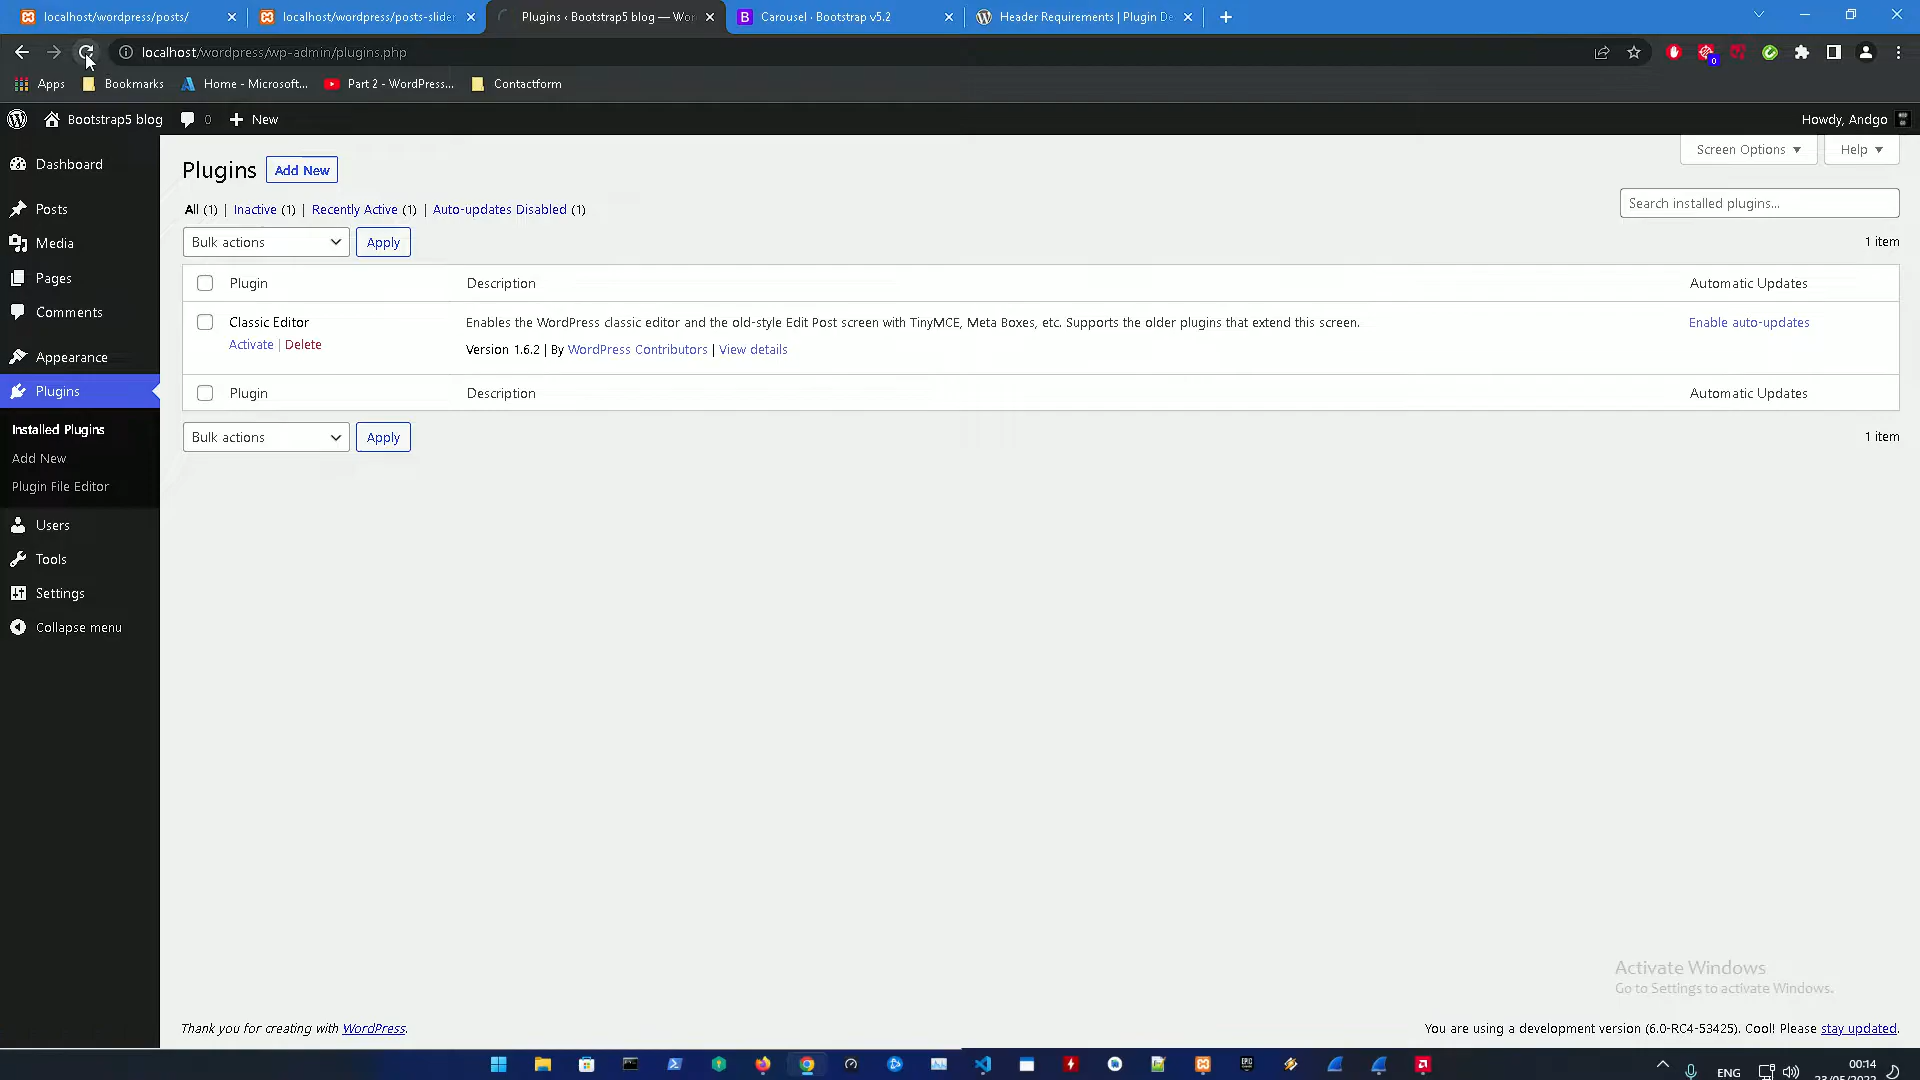 localhost/wordpress/posts/
localhost/wordpress/posts-slider
Plugins ‹ Bootstrap5 blog — Wor
Carousel · Bootstrap v5.2
Header Requirements | Plugin De
localhost/wordpress/wp-admin/plugins.php
0
Apps
Bookmarks
Home - Microsoft...
Part 2 - WordPress...
Contactform
Bootstrap5 blog
0
New
Howdy, Andgo
Dashboard
Posts
Media
Pages
Comments
Appearance
Plugins
Installed Plugins
Add New
Plugin File Editor
Users
Tools
Settings
Collapse menu
Screen Options
Help
Plugins
Add New
All (1) | Inactive (1) | Recently Active (1) | Auto-updates Disabled (1)
Search installed plugins...
Bulk actions
Apply
1 item
Plugin
Description
Automatic Updates
Classic Editor
Activate | Delete
Enables the WordPress classic editor and the old-style Edit Post screen with TinyMCE, Meta Boxes, etc. Supports the older plugins that extend this screen.
Version 1.6.2 | By WordPress Contributors | View details
Enable auto-updates
Plugin
Description
Automatic Updates
Bulk actions
Apply
1 item
Activate Windows
Go to Settings to activate Windows.
Thank you for creating with WordPress.
You are using a development version (6.0-RC4-53425). Cool! Please stay updated.
EPIC
ENG
00:14
23/05/2022